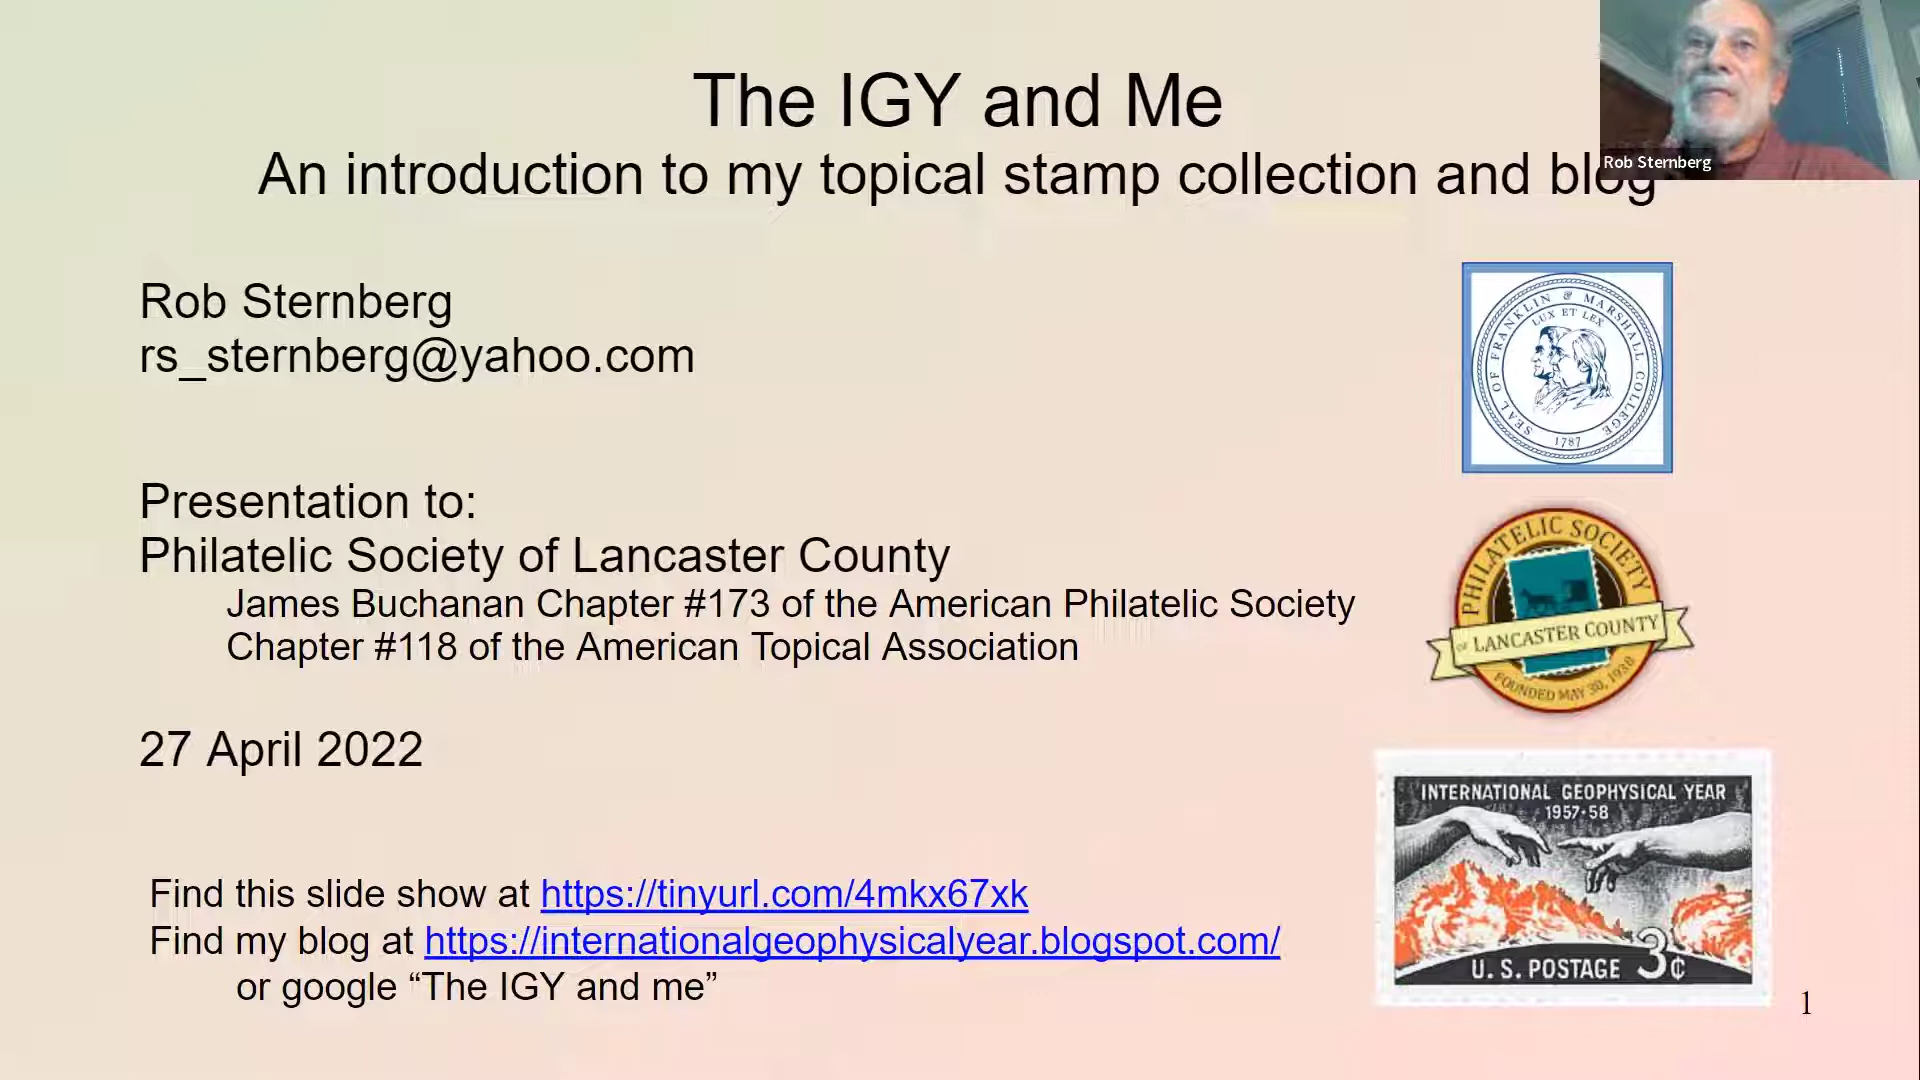 The IGY and Me
An introduction to my topical stamp collection and blog
Rob Sternberg
Rob Sternberg
rs_sternberg@yahoo.com
SEAL OF FRANKLIN & MARSHALL COLLEGE
LUX ET LEX
1787
Presentation to:
Philatelic Society of Lancaster County
James Buchanan Chapter #173 of the American Philatelic Society
Chapter #118 of the American Topical Association
PHILATELIC SOCIETY
OF LANCASTER COUNTY
FOUNDED MAY 30, 1938
27 April 2022
INTERNATIONAL GEOPHYSICAL YEAR
1957-58
U. S. POSTAGE 3¢
Find this slide show at https://tinyurl.com/4mkx67xk
Find my blog at https://internationalgeophysicalyear.blogspot.com/
or google “The IGY and me”
1